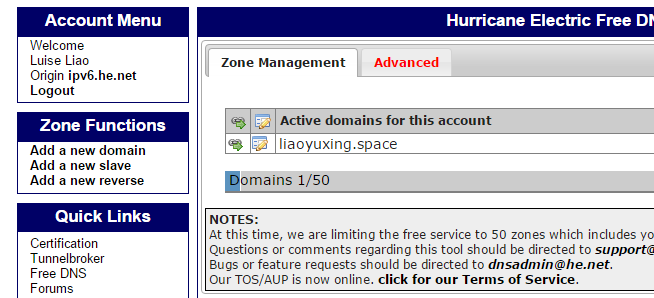 Account Menu
Welcome
Luise Liao
Origin ipv6.he.net
Logout
Zone Functions
Add a new domain
Add a new slave
Add a new reverse
Quick Links
Certification
Tunnelbroker
Free DNS
Forums
Hurricane Electric Free DN
Zone Management Advanced
Active domains for this account
liaoyuxing.space
Domains 1/50
NOTES:
At this time, we are limiting the free service to 50 zones which includes yo
Questions or comments regarding this tool should be directed to support@
Bugs or feature requests should be directed to dnsadmin@he.net.
Our TOS/AUP is now online. click for our Terms of Service.